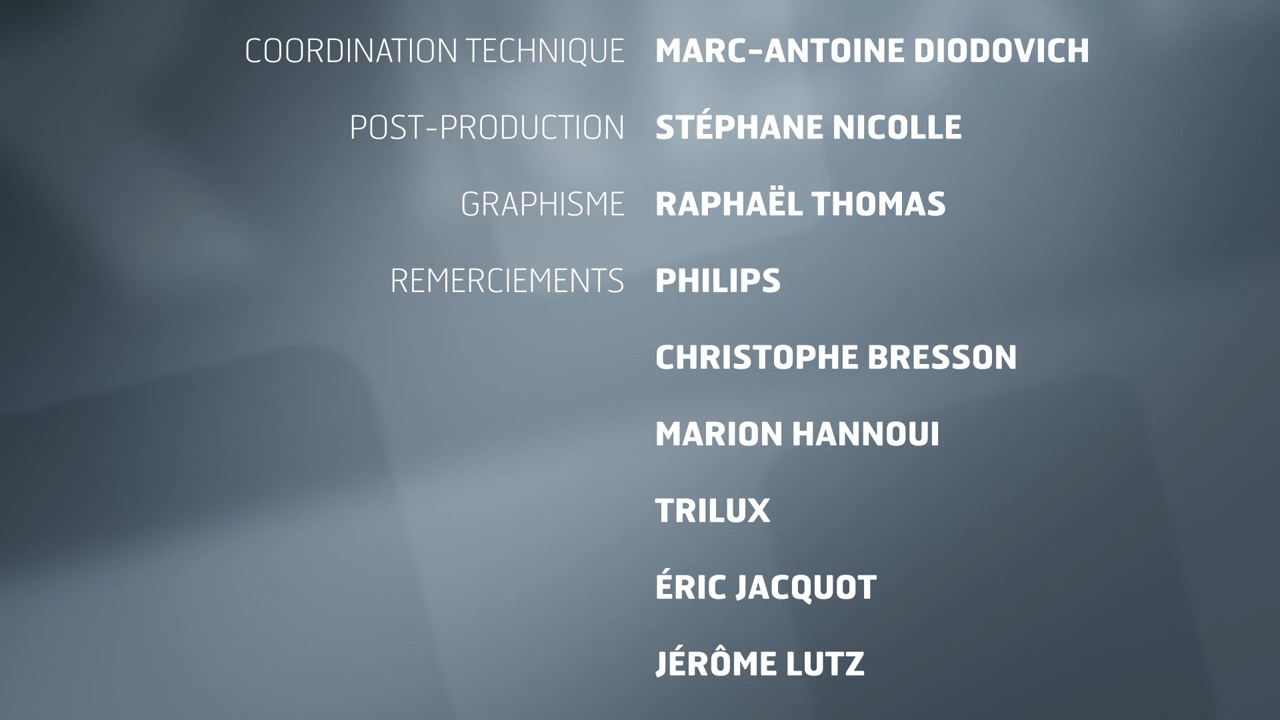 COORDINATION TECHNIQUE MARC-ANTOINE DIODOVICH
POST-PRODUCTION STÉPHANE NICOLLE
GRAPHISME RAPHAËL THOMAS
REMERCIEMENTS PHILIPS
CHRISTOPHE BRESSON
MARION HANNOUI
TRILUX
ÉRIC JACQUOT
JÉRÔME LUTZ